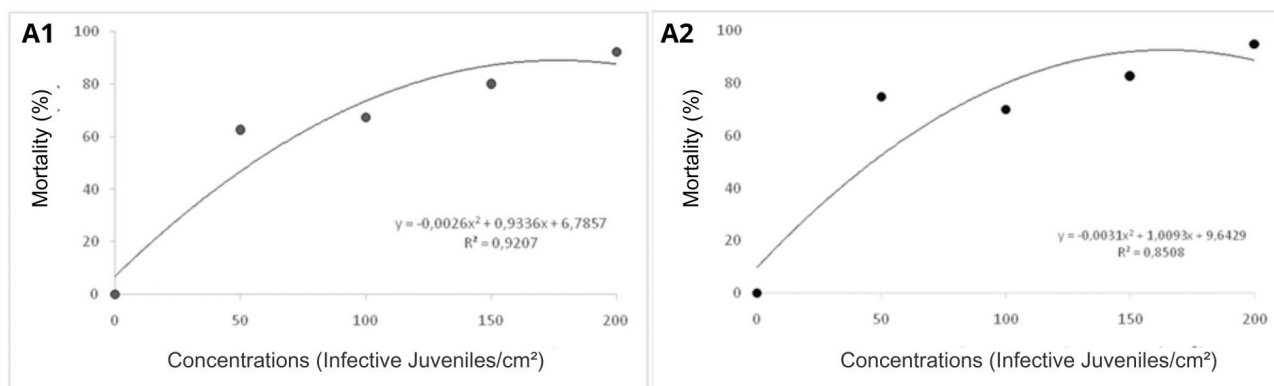 A1
Mortality (%)
100
80
60
40
20
0
y = -0,0026x² + 0,9336x + 6,7857
R² = 0,9207
0 50 100 150 200
Concentrations (Infective Juveniles/cm²)
A2
Mortality (%)
100
80
60
40
20
0
y = -0,0031x² + 1,0093x + 9,6429
R² = 0,8508
0 50 100 150 200
Concentrations (Infective Juveniles/cm²)